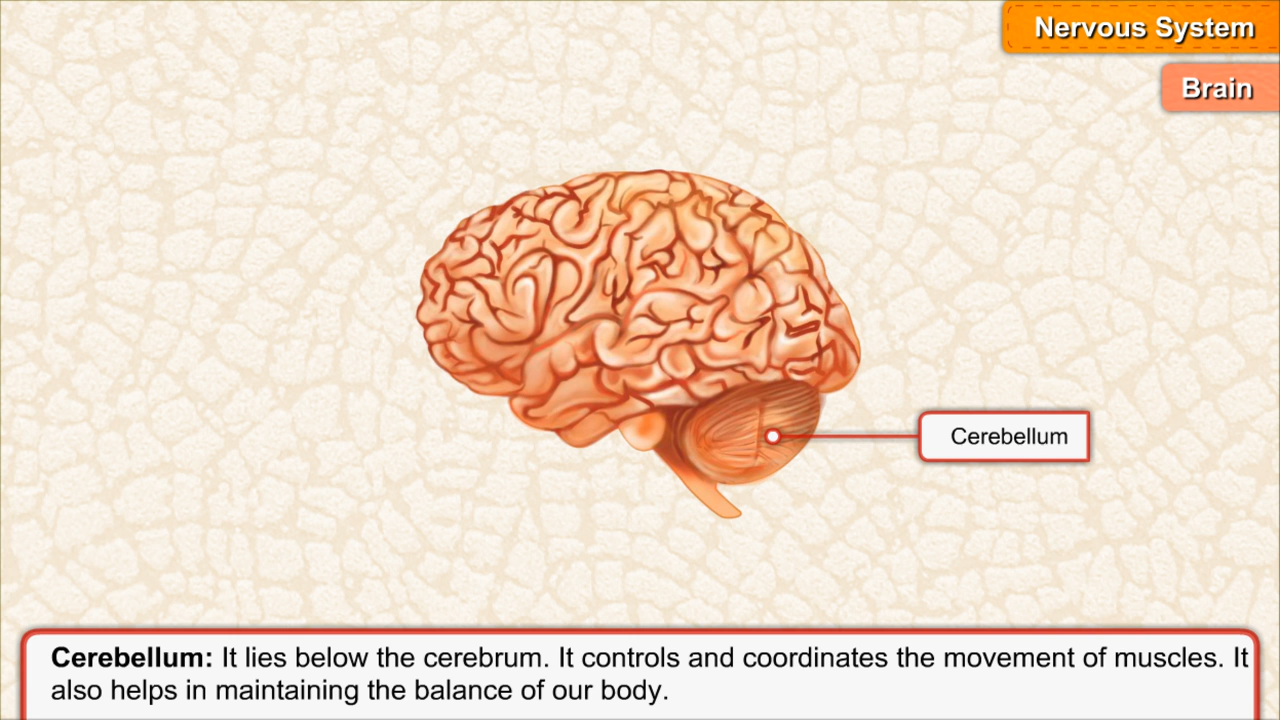 Nervous System
Brain
Cerebellum
Cerebellum: It lies below the cerebrum. It controls and coordinates the movement of muscles. It
also helps in maintaining the balance of our body.